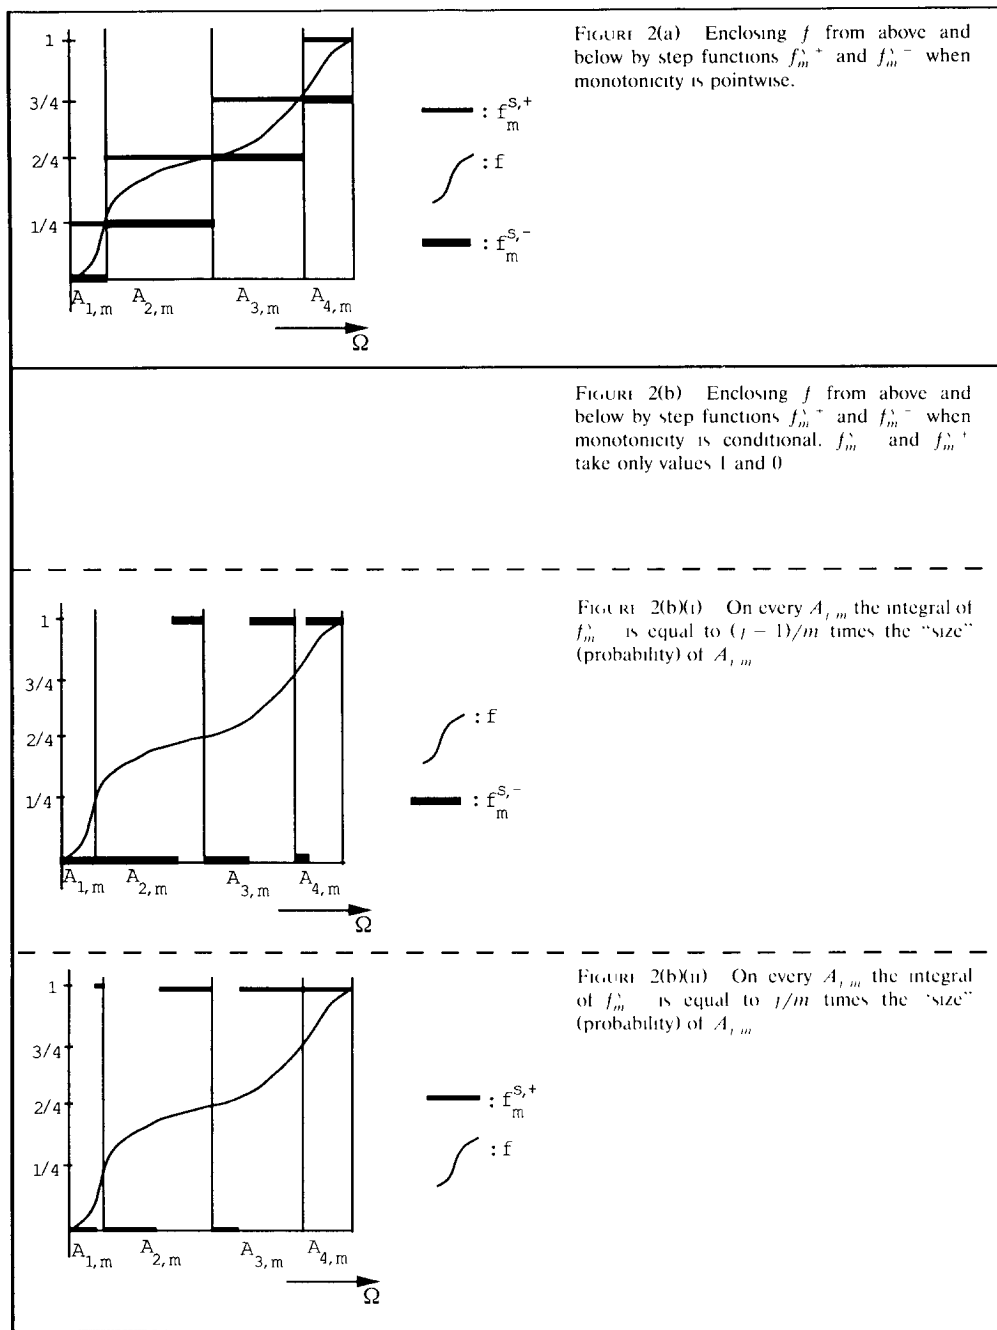 FIGURE 2(a) Enclosing f from above and
below by step functions f_m^{s,+} and f_m^{s,-} when
monotonicity is pointwise.
1
3/4
2/4
1/4
: f_m^{s,+}
: f
: f_m^{s,-}
A_{1,m} A_{2,m} A_{3,m} A_{4,m}
Ω
FIGURE 2(b) Enclosing f from above and
below by step functions f_m^{s,+} and f_m^{s,-} when
monotonicity is conditional. f_m^{s,-} and f_m^{s,+}
take only values 1 and 0
FIGURE 2(b)(i) On every A_{j,m} the integral of
f_m^{s,-} is equal to (j − 1)/m times the "size"
(probability) of A_{j,m}
1
3/4
2/4
1/4
: f
: f_m^{s,-}
A_{1,m} A_{2,m} A_{3,m} A_{4,m}
Ω
FIGURE 2(b)(ii) On every A_{j,m} the integral
of f_m^{s} is equal to j/m times the "size"
(probability) of A_{j,m}
1
3/4
2/4
1/4
: f_m^{s,+}
: f
A_{1,m} A_{2,m} A_{3,m} A_{4,m}
Ω